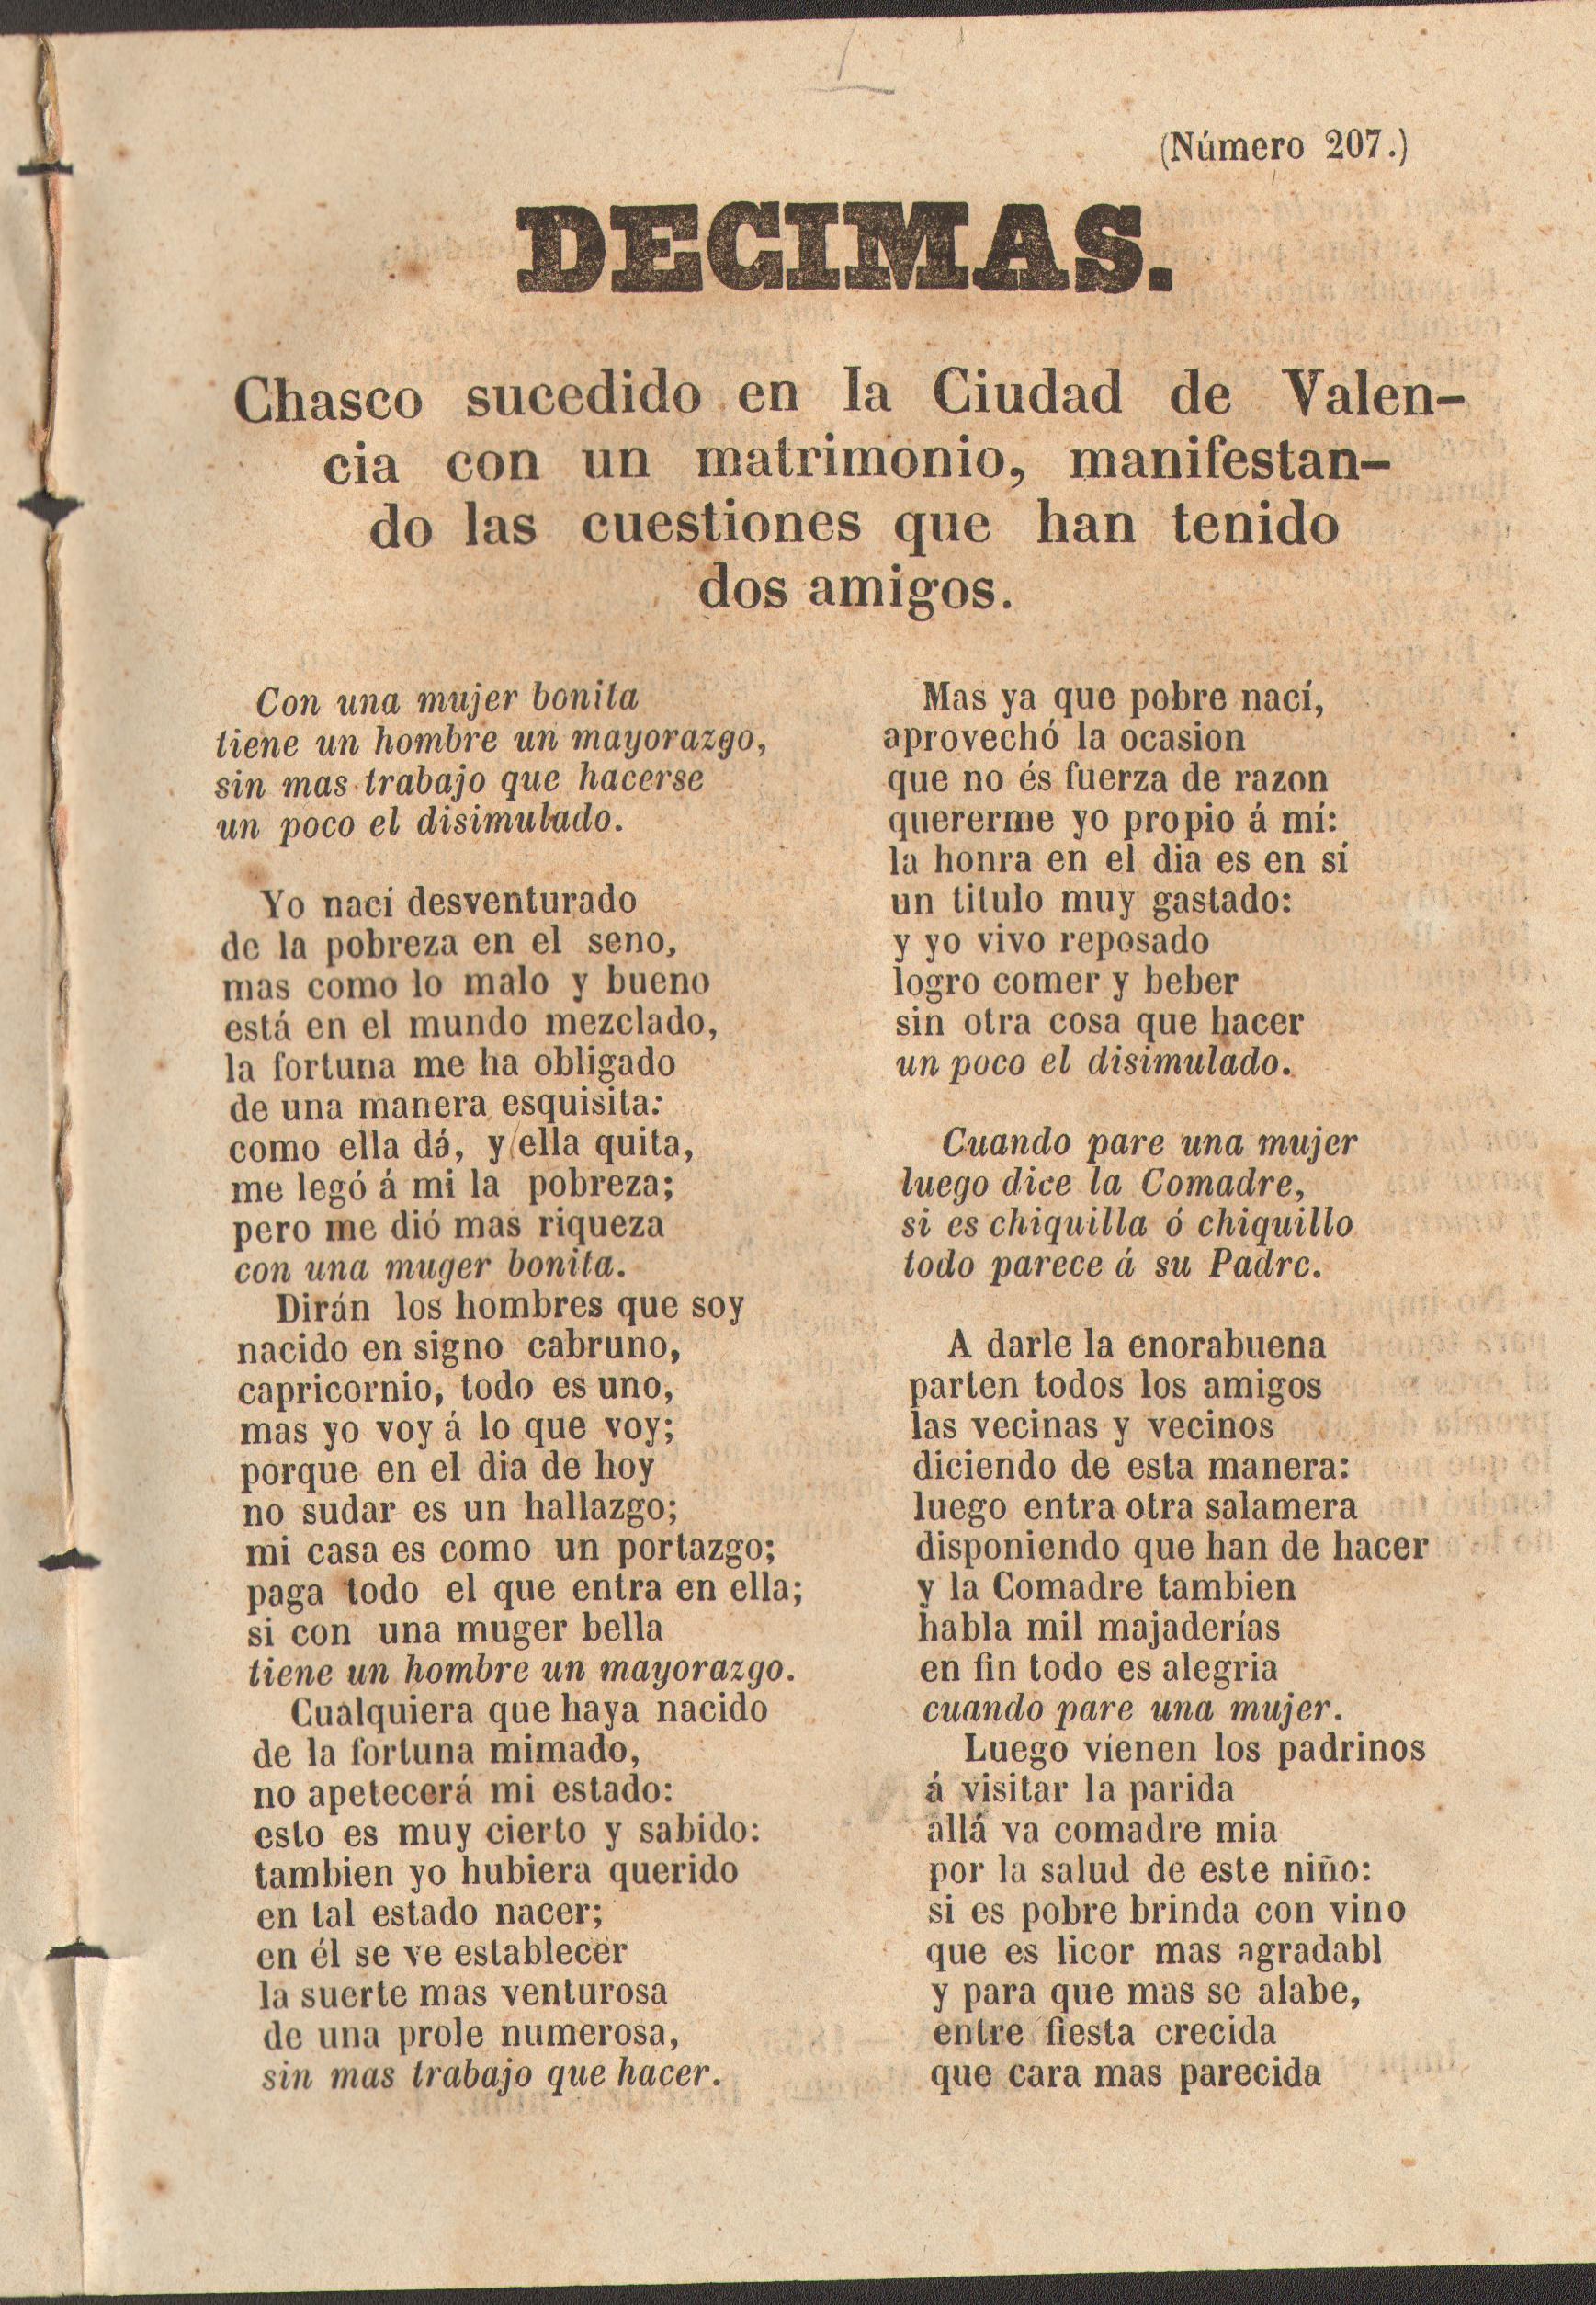 (Número 207.)
DECIMAS.
Chasco sucedido en la Ciudad de Valen-
cia con un matrimonio, manifestan-
do las cuestiones que han tenido
dos amigos.
Con una mujer bonita
tiene un hombre un mayorazgo,
sin mas trabajo que hacerse
un poco el disimulado.
Yo nací desventurado
de la pobreza en el seno,
mas como lo malo y bueno
está en el mundo mezclado,
la fortuna me ha obligado
de una manera esquisita:
como ella dá, y ella quita,
me legó á mi la pobreza;
pero me dió mas riqueza
con una muger bonita.
Dirán los hombres que soy
nacido en signo cabruno,
capricornio, todo es uno,
mas yo voy á lo que voy;
porque en el dia de hoy
no sudar es un hallazgo;
mi casa es como un portazgo;
paga todo el que entra en ella;
si con una muger bella
tiene un hombre un mayorazgo.
Cualquiera que haya nacido
de la fortuna mimado,
no apetecerá mi estado:
esto es muy cierto y sabido:
tambien yo hubiera querido
en tal estado nacer;
en él se ve establecer
la suerte mas venturosa
de una prole numerosa,
sin mas trabajo que hacer.
Mas ya que pobre nací,
aprovechó la ocasion
que no és fuerza de razon
quererme yo propio á mí:
la honra en el dia es en sí
un titulo muy gastado:
y yo vivo reposado
logro comer y beber
sin otra cosa que hacer
un poco el disimulado.
Cuando pare una mujer
luego dice la Comadre,
si es chiquilla ó chiquillo
todo parece á su Padre.
A darle la enorabuena
parten todos los amigos
las vecinas y vecinos
diciendo de esta manera:
luego entra otra salamera
disponiendo que han de hacer
y la Comadre tambien
habla mil majaderías
en fin todo es alegria
cuando pare una mujer.
Luego vienen los padrinos
á visitar la parida
allá va comadre mia
por la salud de este niño:
si es pobre brinda con vino
que es licor mas agradabl
y para que mas se alabe,
entre fiesta crecida
que cara mas parecida